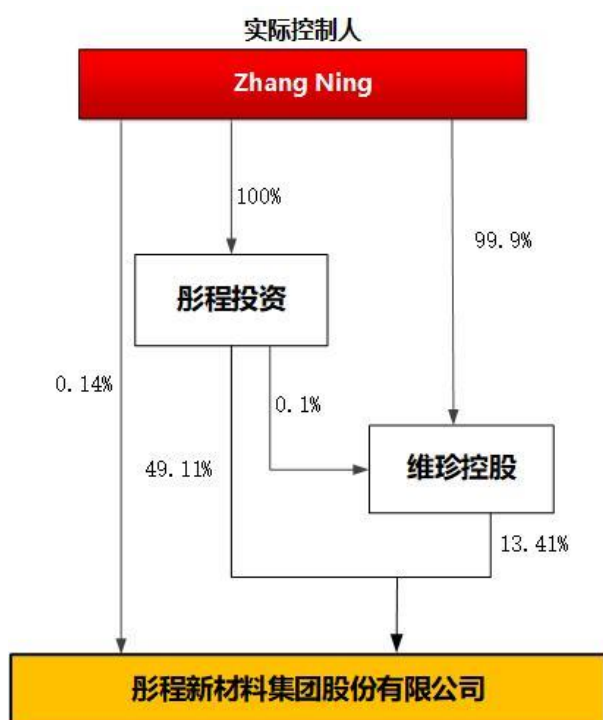 实际控制人
Zhang Ning
100%
99.9%
彤程投资
0.14%
0.1%
49.11%
维珍控股
13.41%
彤程新材料集团股份有限公司